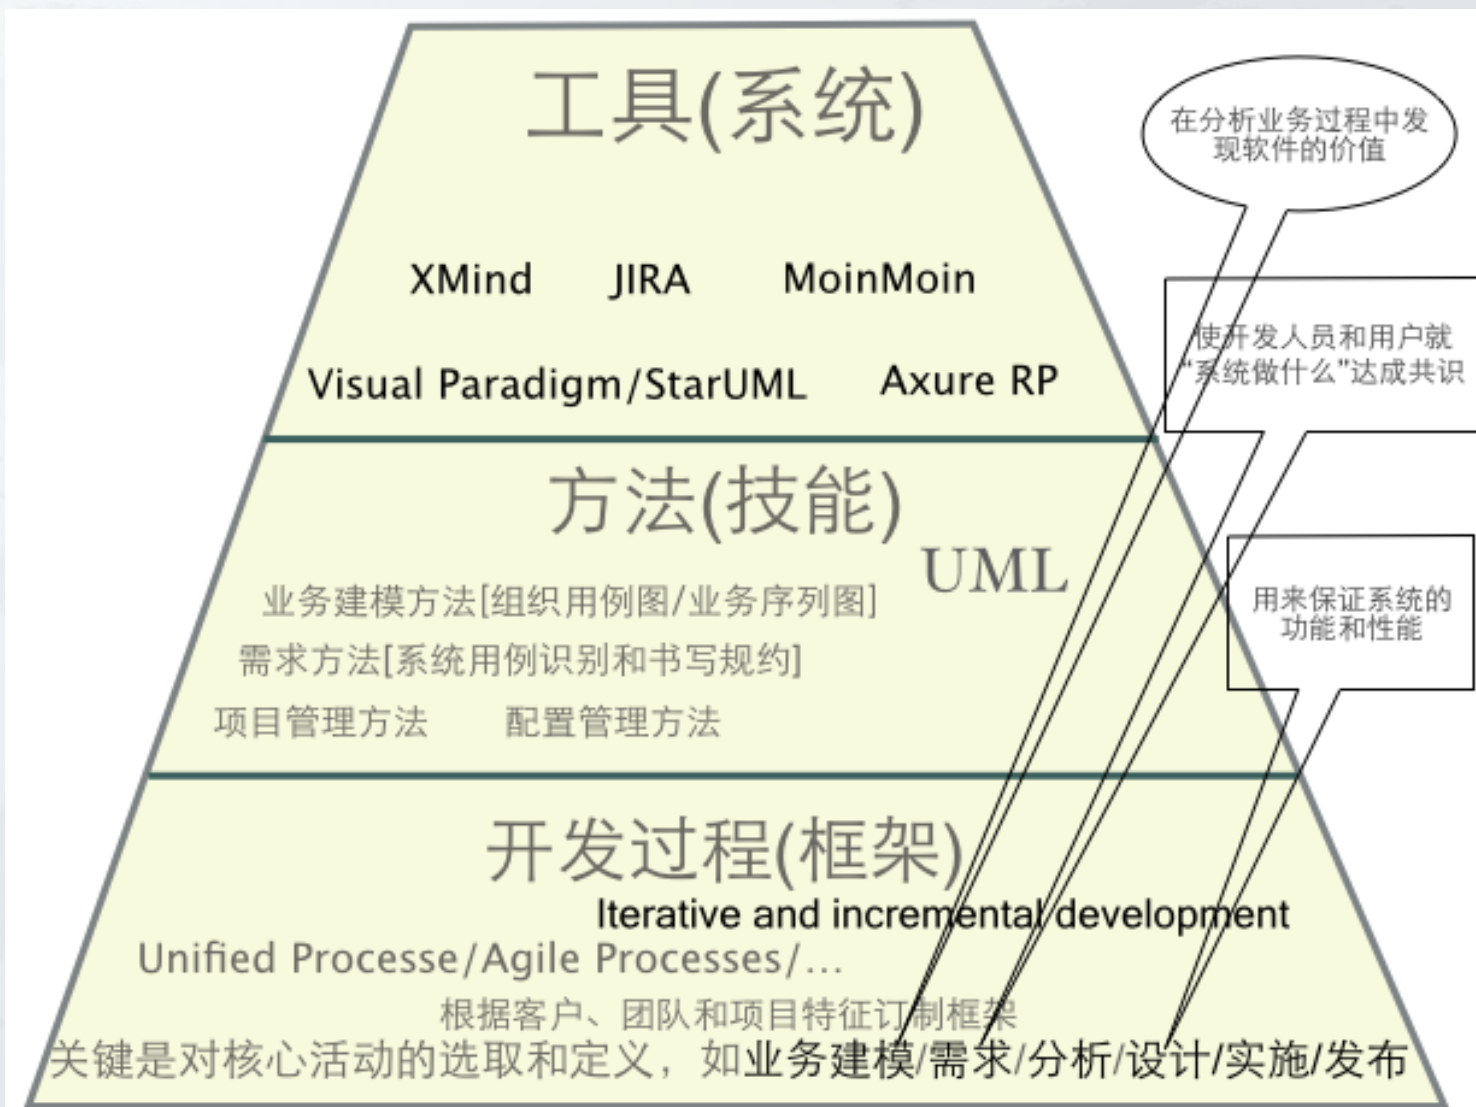 工具(系统)
在分析业务过程中发
现软件的价值
XMind JIRA MoinMoin
使开发人员和用户就
“系统做什么”达成共识
Visual Paradigm/StarUML Axure RP
方法(技能)
UML
业务建模方法[组织用例图/业务序列图]
用来保证系统的
功能和性能
需求方法[系统用例识别和书写规约]
项目管理方法 配置管理方法
开发过程(框架)
Iterative and incremental development
Unified Processe/Agile Processes/...
根据客户、团队和项目特征订制框架
关键是对核心活动的选取和定义，如业务建模/需求/分析/设计/实施/发布